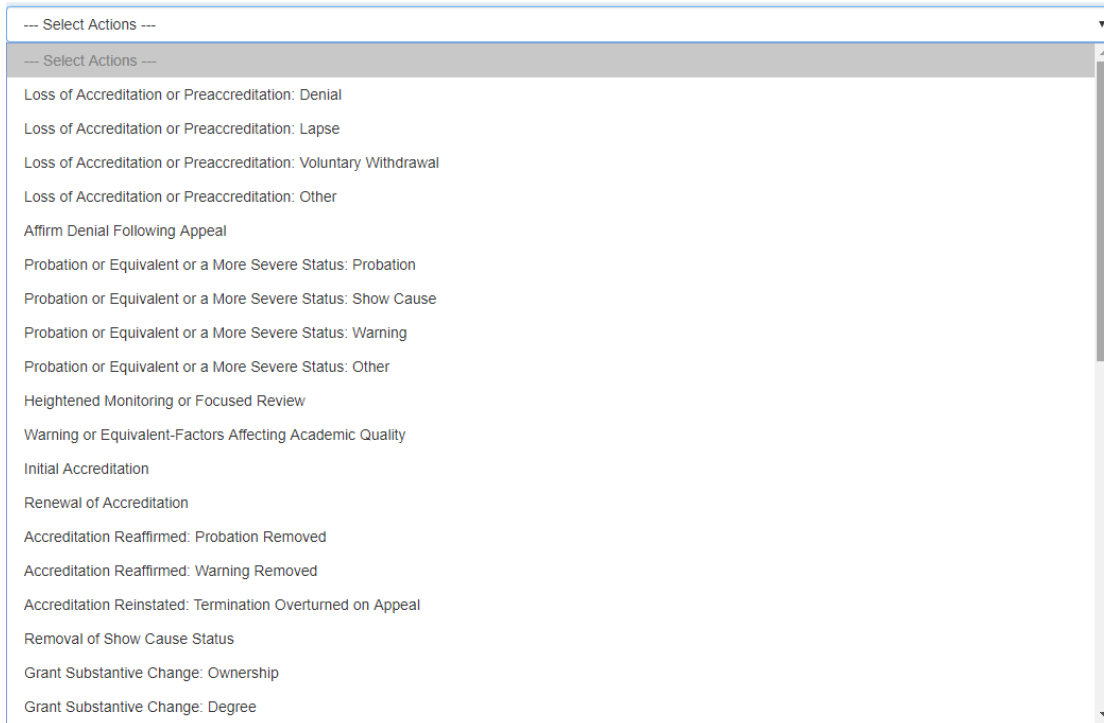 --- Select Actions ---
--- Select Actions ---
Loss of Accreditation or Preaccreditation: Denial
Loss of Accreditation or Preaccreditation: Lapse
Loss of Accreditation or Preaccreditation: Voluntary Withdrawal
Loss of Accreditation or Preaccreditation: Other
Affirm Denial Following Appeal
Probation or Equivalent or a More Severe Status: Probation
Probation or Equivalent or a More Severe Status: Show Cause
Probation or Equivalent or a More Severe Status: Warning
Probation or Equivalent or a More Severe Status: Other
Heightened Monitoring or Focused Review
Warning or Equivalent-Factors Affecting Academic Quality
Initial Accreditation
Renewal of Accreditation
Accreditation Reaffirmed: Probation Removed
Accreditation Reaffirmed: Warning Removed
Accreditation Reinstated: Termination Overturned on Appeal
Removal of Show Cause Status
Grant Substantive Change: Ownership
Grant Substantive Change: Degree